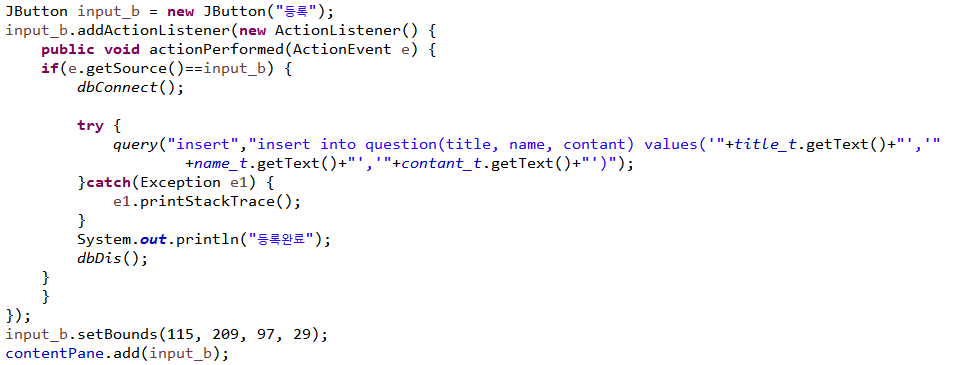 JButton input_b = new JButton("등록");
input_b.addActionListener(new ActionListener() {
    public void actionPerformed(ActionEvent e) {
    if(e.getSource()==input_b) {
        dbConnect();

        try {
            query("insert","insert into question(title, name, contant) values('"+title_t.getText()+"','"
                    +name_t.getText()+"','"+contant_t.getText()+"')");
        }catch(Exception e1) {
            e1.printStackTrace();
        }
        System.out.println("등록완료");
        dbDis();
    }
    }
});
input_b.setBounds(115, 209, 97, 29);
contentPane.add(input_b);